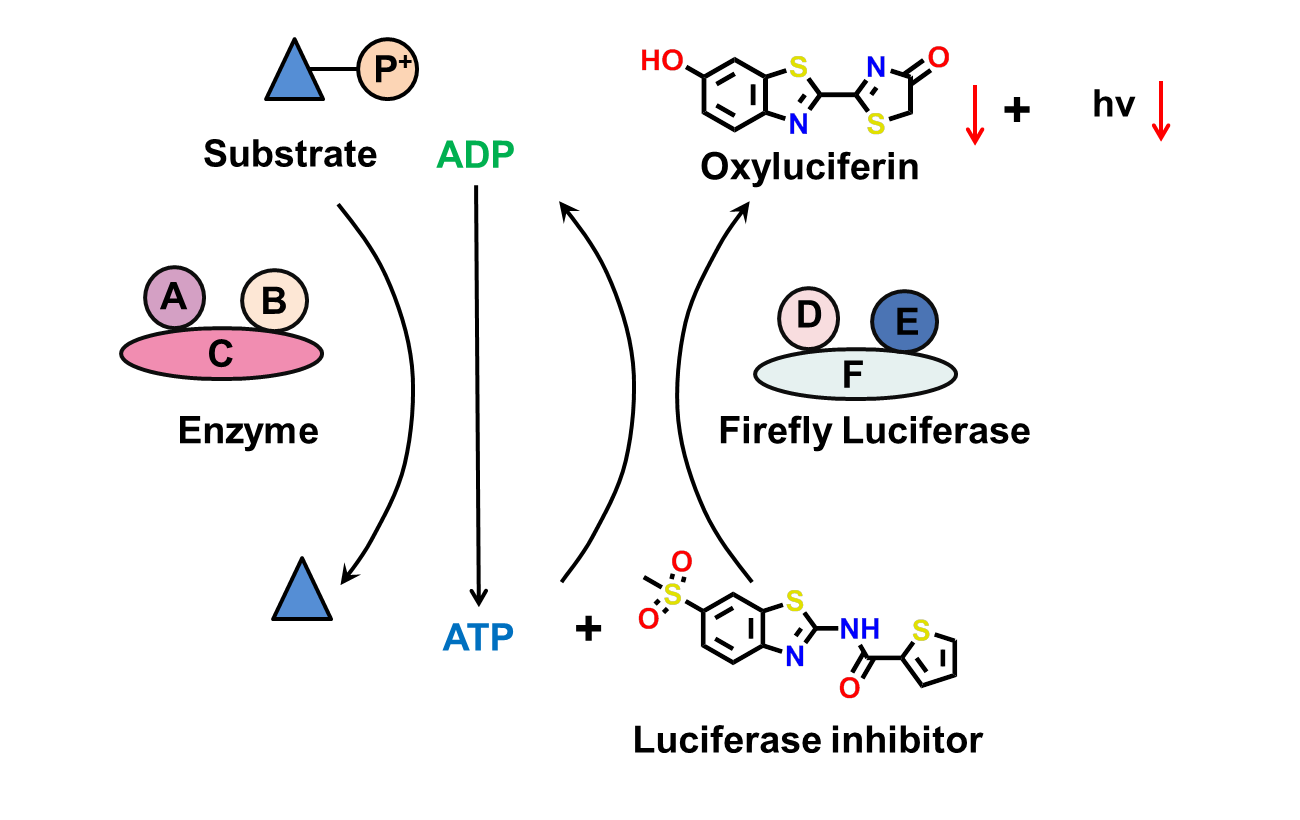 P+
Substrate
ADP
HO
S
N
N
S
O
Oxyluciferin
+
hv
A
B
C
Enzyme
D
E
F
Firefly Luciferase
ATP
+
O
S
O
S
N
NH
O
S
Luciferase inhibitor